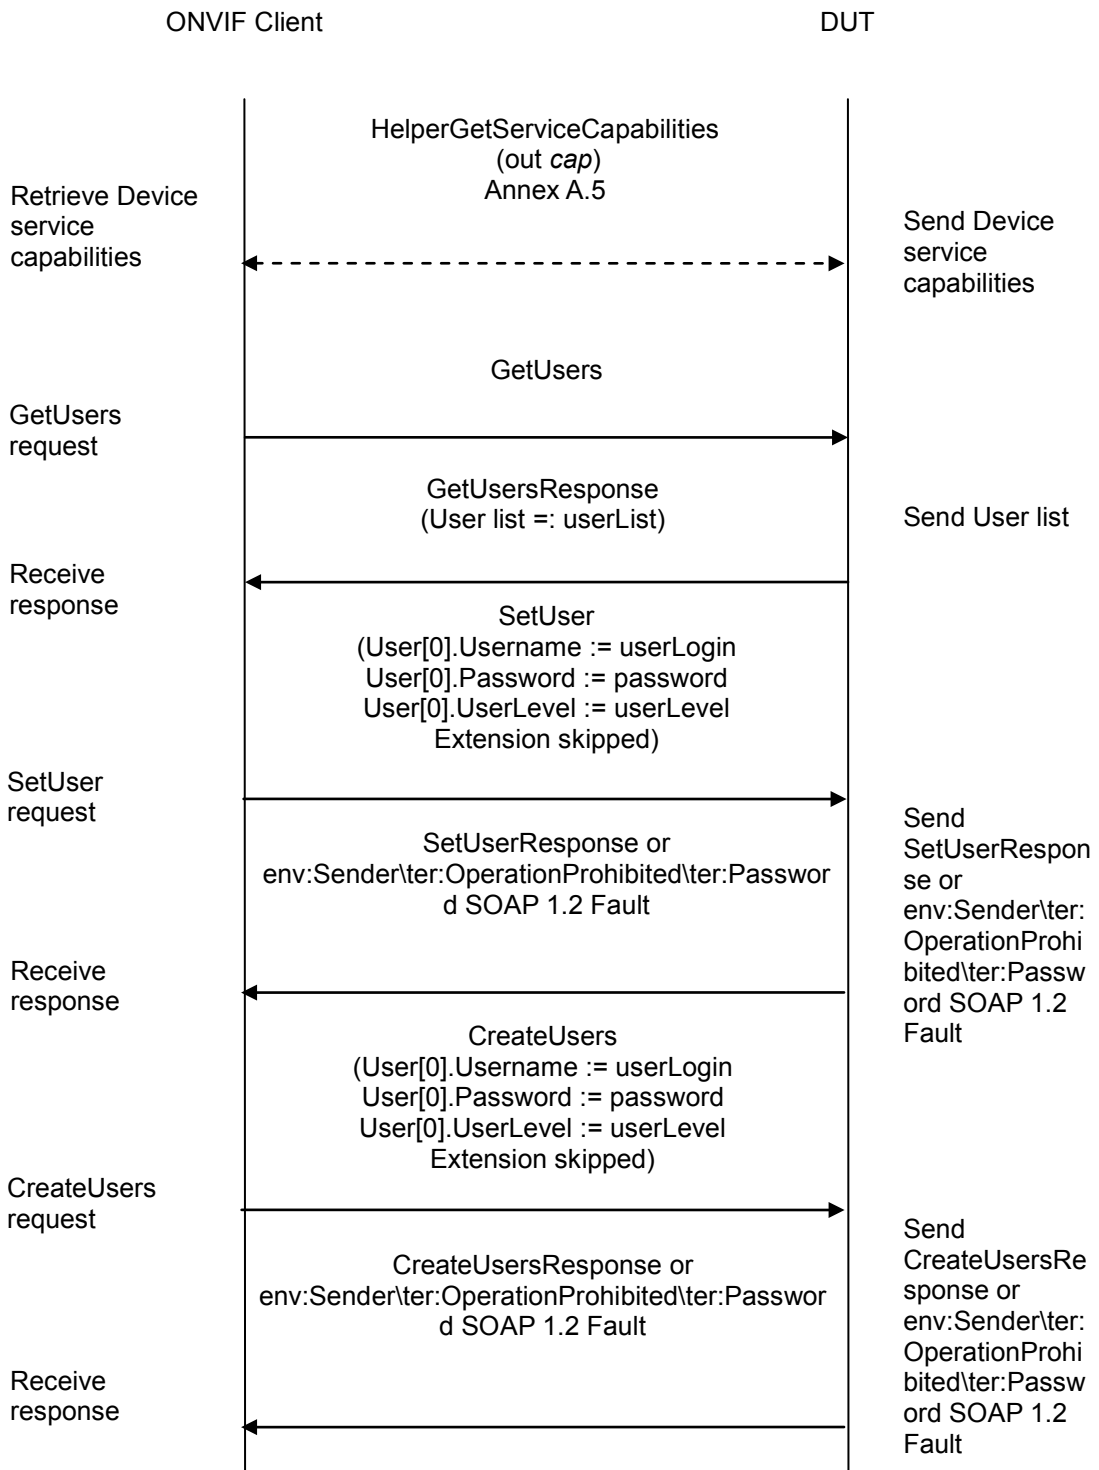 ONVIF Client
DUT
HelperGetServiceCapabilities
(out cap)
Annex A.5
Retrieve Device
service
capabilities
Send Device
service
capabilities
GetUsers
GetUsers
request
GetUsersResponse
(User list =: userList)
Send User list
Receive
response
SetUser
(User[0].Username := userLogin
User[0].Password := password
User[0].UserLevel := userLevel
Extension skipped)
SetUser
request
SetUserResponse or
env:Sender\ter:OperationProhibited\ter:Passwor
d SOAP 1.2 Fault
Send
SetUserRespon
se or
env:Sender\ter:
OperationProhi
bited\ter:Passw
ord SOAP 1.2
Fault
Receive
response
CreateUsers
(User[0].Username := userLogin
User[0].Password := password
User[0].UserLevel := userLevel
Extension skipped)
CreateUsers
request
CreateUsersResponse or
env:Sender\ter:OperationProhibited\ter:Passwor
d SOAP 1.2 Fault
Send
CreateUsersRe
sponse or
env:Sender\ter:
OperationProhi
bited\ter:Passw
ord SOAP 1.2
Fault
Receive
response